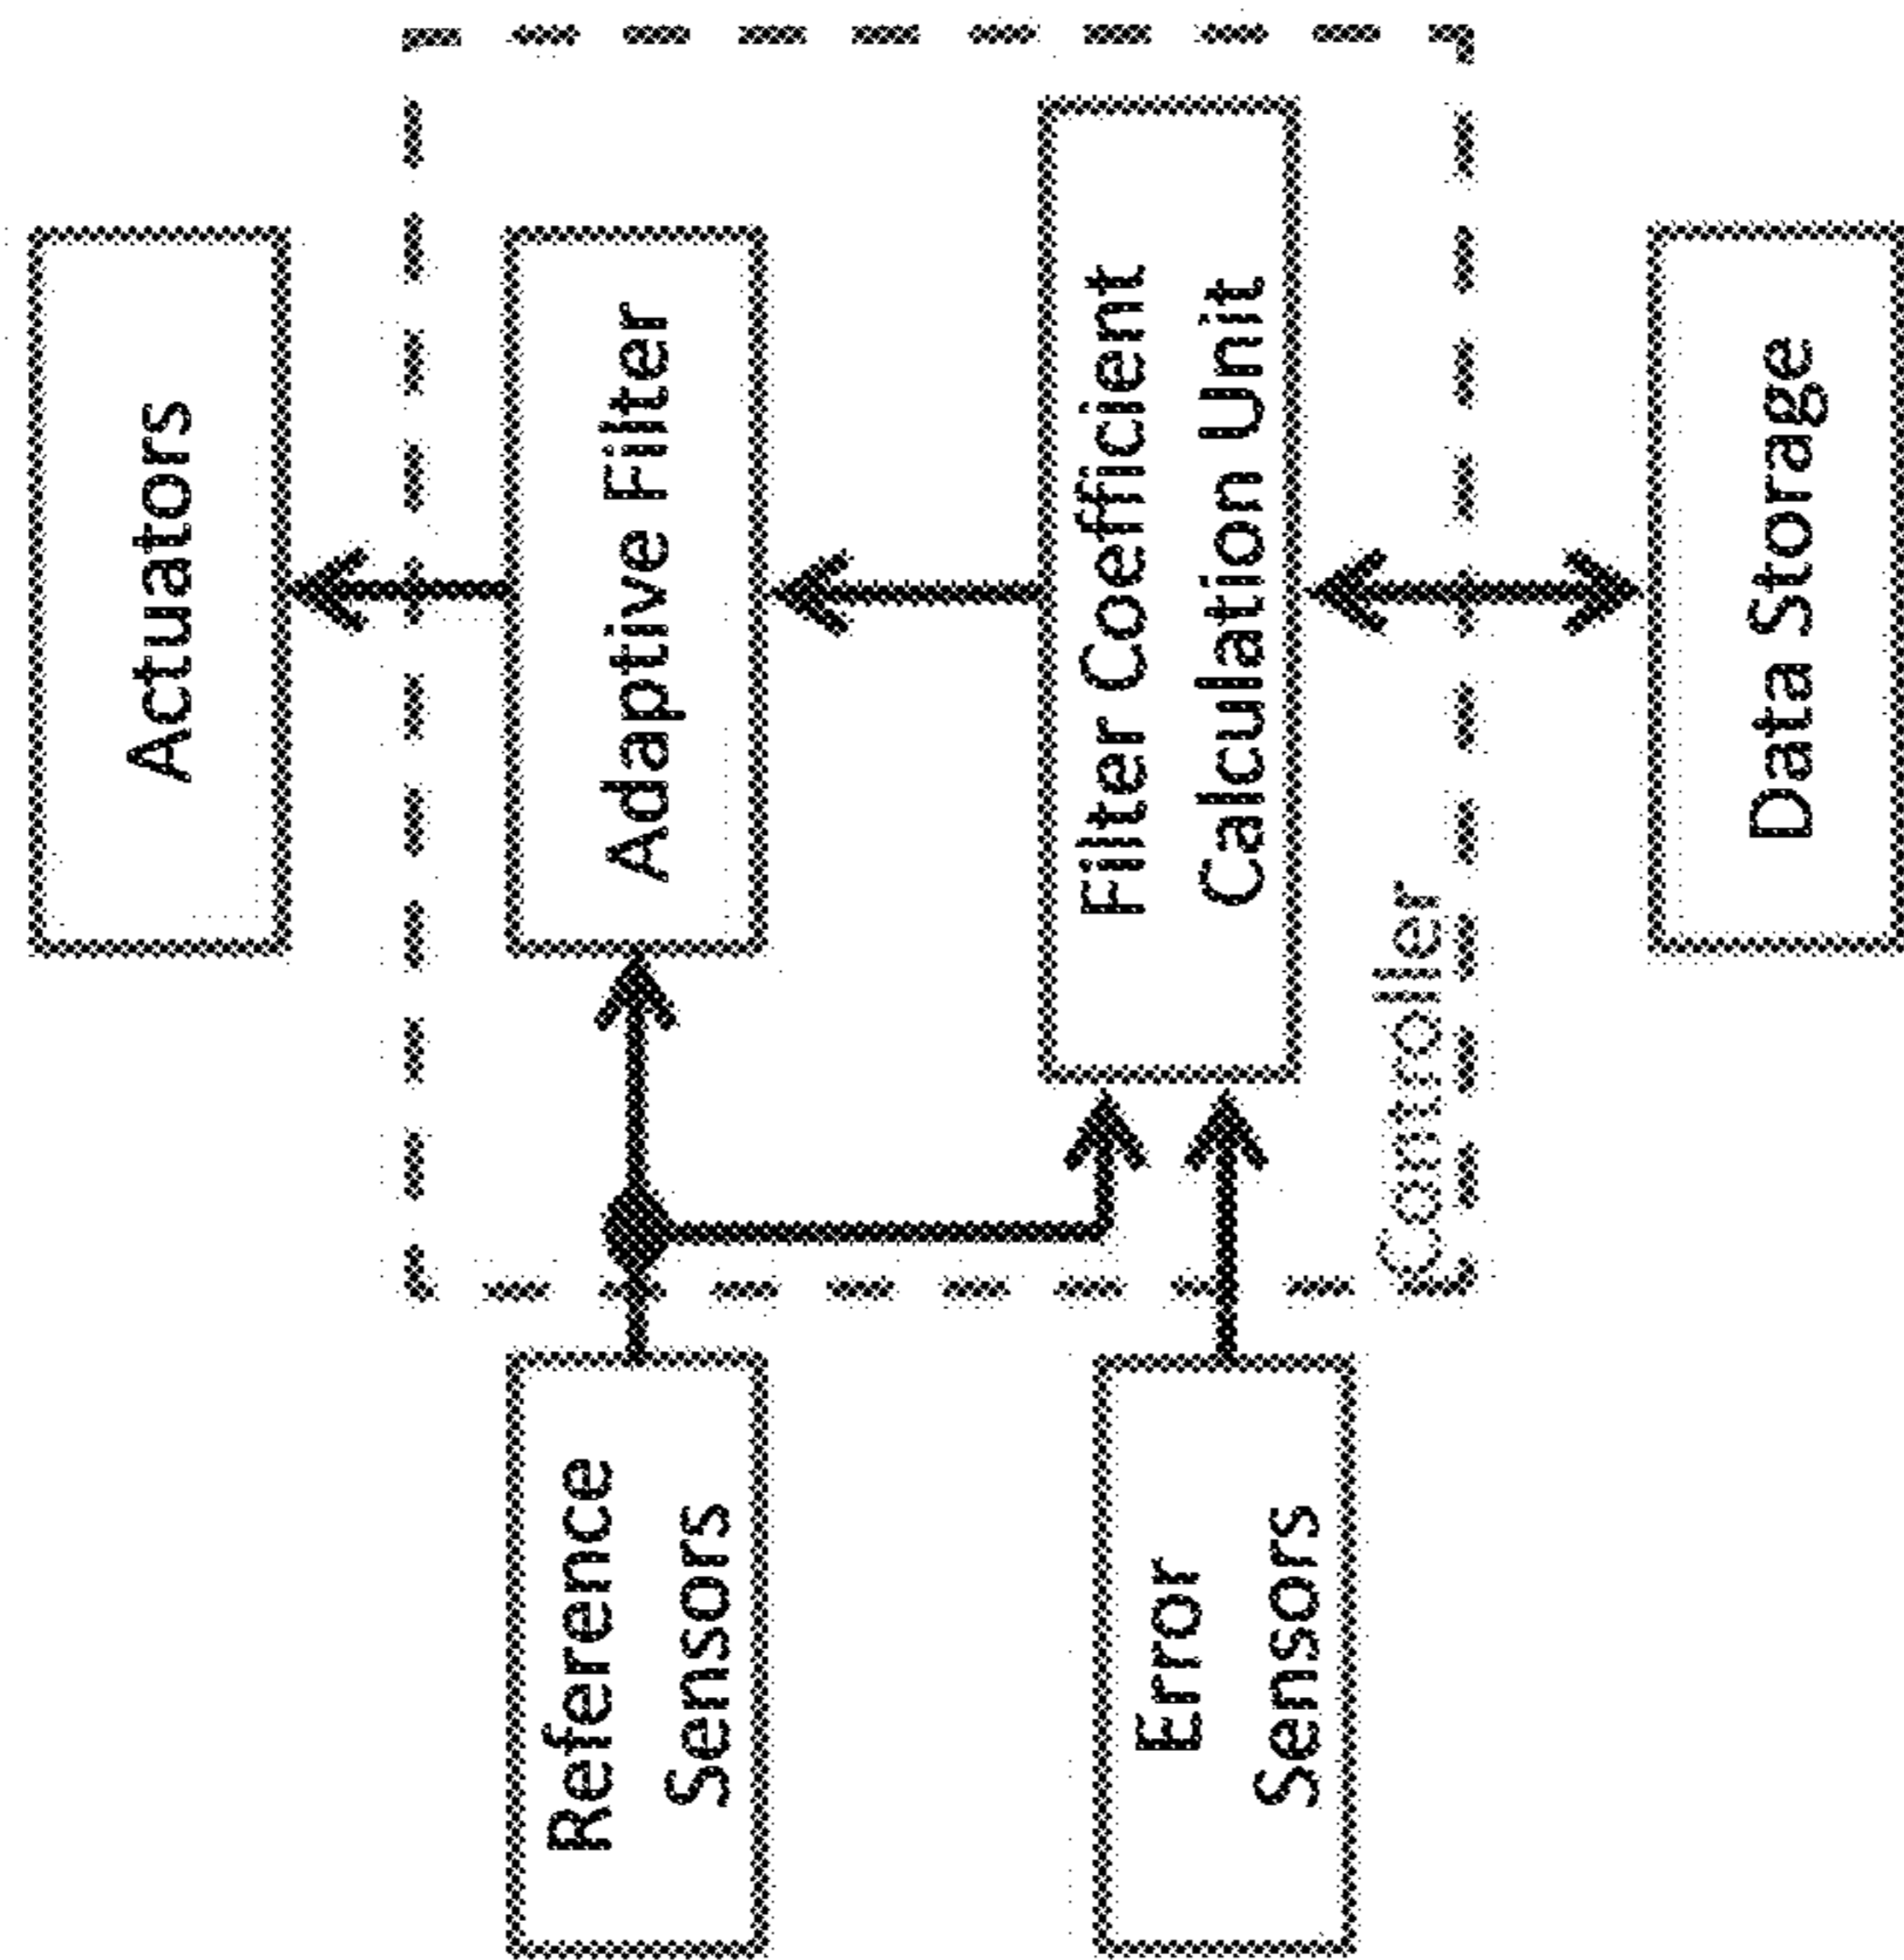 Actuators
Adaptive Filter
Filter Coefficient
Calculation Unit
Controller
Data Storage
Reference
Sensors
Error
Sensors